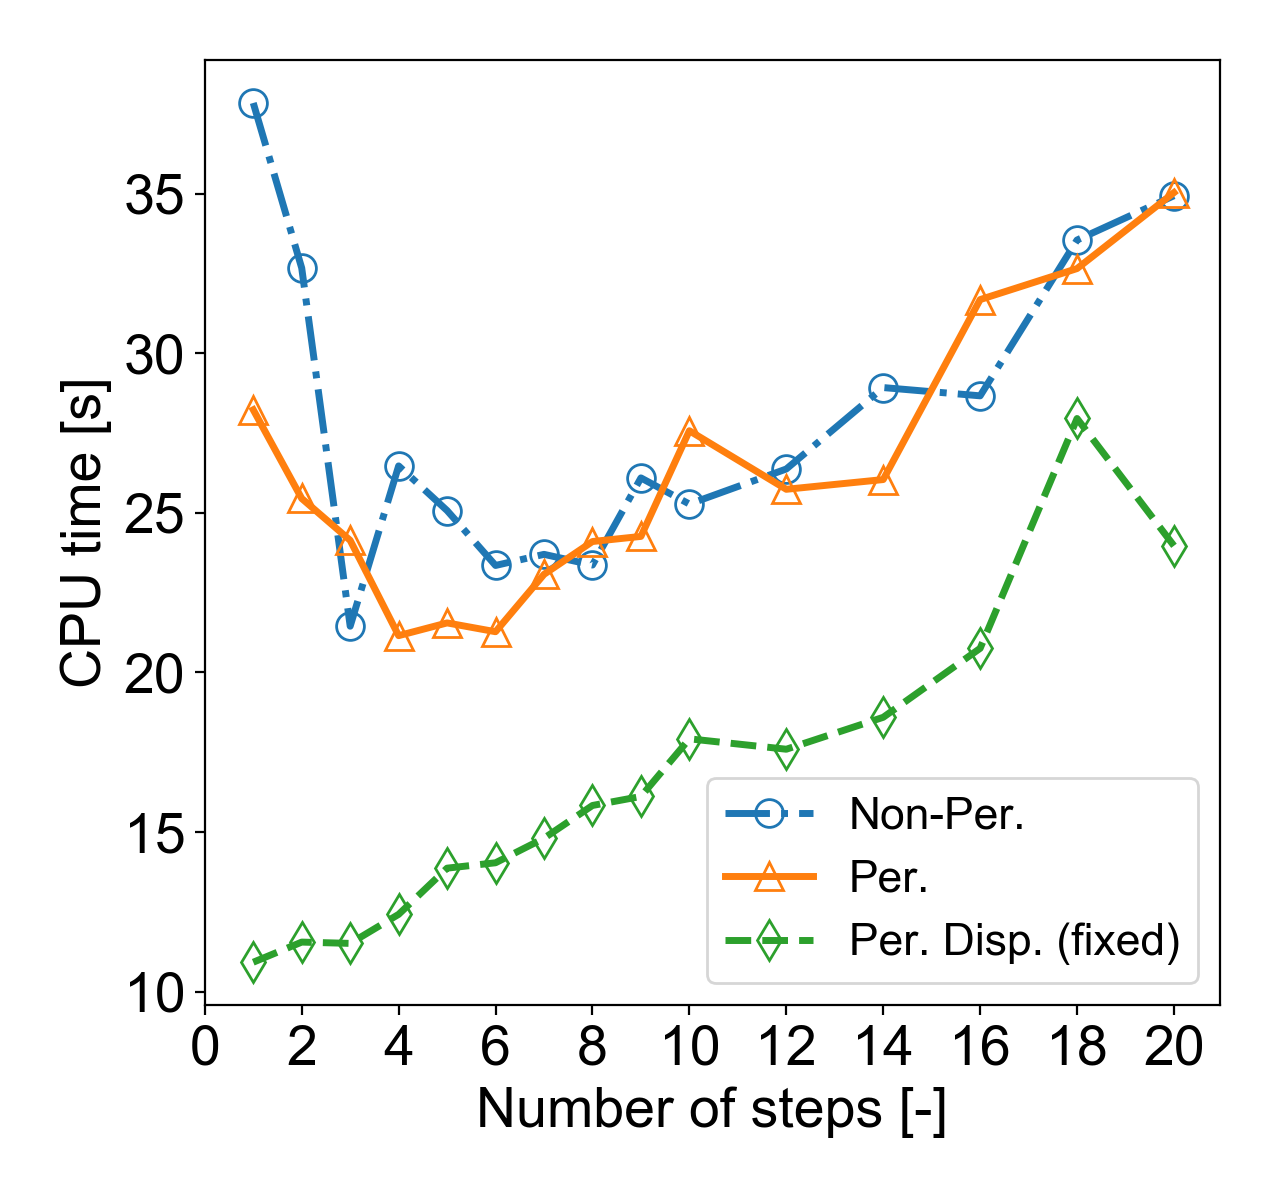 CPU time [s]
35
30
25
20
15
10
0 2 4 6 8 10 12 14 16 18 20
Number of steps [-]
Non-Per.
Per.
Per. Disp. (fixed)